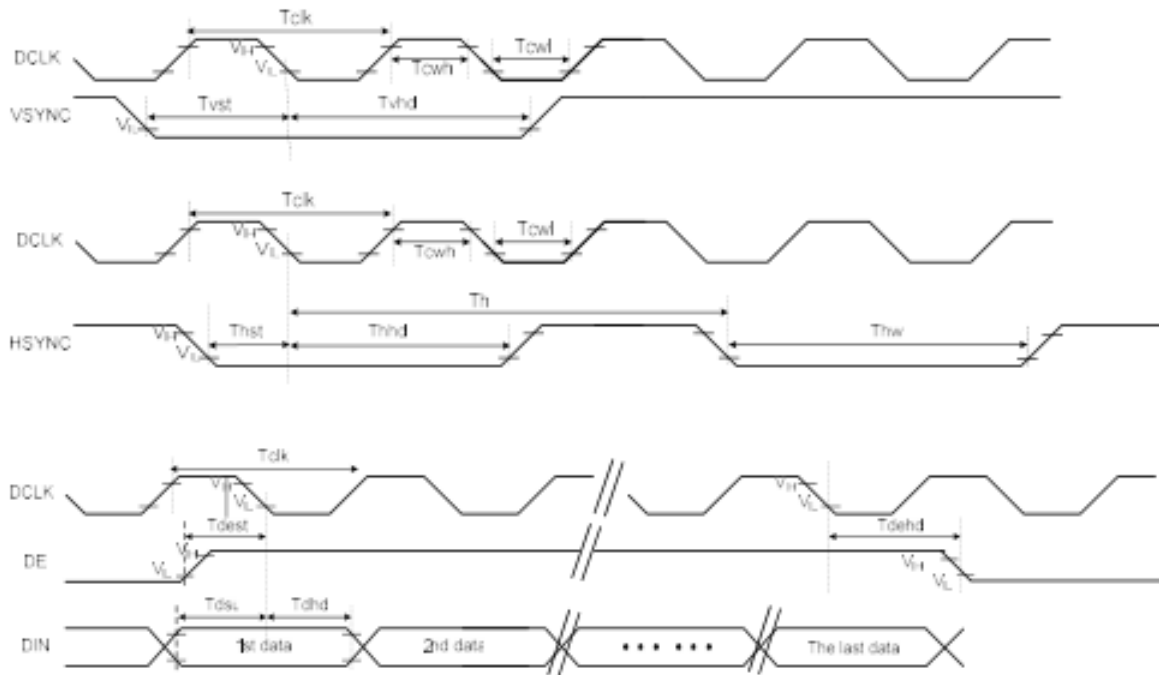 Tclk
DCLK VIH VIL Tcwh Tcwl
VSYNC VIL Tvst Tvhd
Tclk
DCLK VIH VIL Tcwh Tcwl
Th
HSYNC VIH VIL Thst Thhd Thw
Tclk
DCLK VIH VIL VIH VIL
Tdest Tdehd
DE VIH VIL VIH VIL
Tdsu Tdhd
DIN 1st data 2nd data • • • • • • • The last data